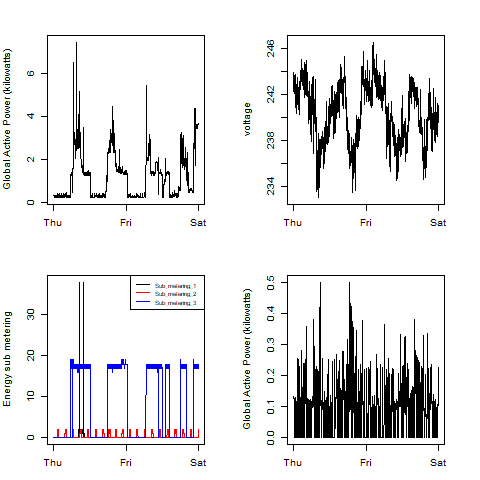 Global Active Power (kilowatts)
0 2 4 6
Thu Fri Sat
voltage
234 238 242 246
Thu Fri Sat
Energy sub metering
0 10 20 30
Sub_metering_1
Sub_metering_2
Sub_metering_3
Thu Fri Sat
Global Active Power (kilowatts)
0.0 0.1 0.2 0.3 0.4 0.5
Thu Fri Sat